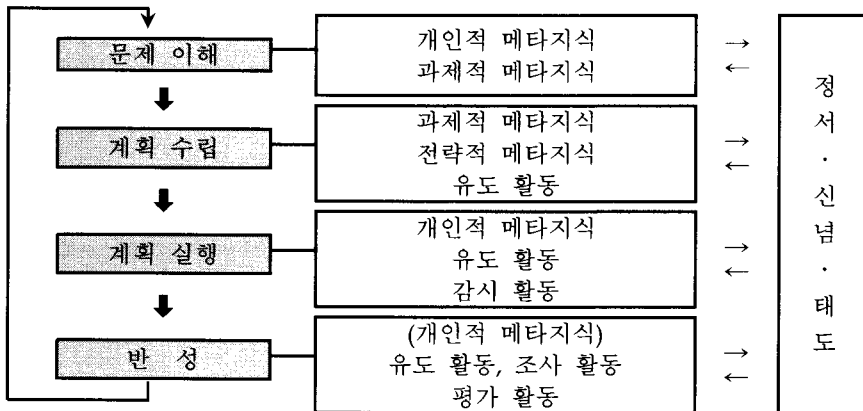 문제 이해
개인적 메타지식
과제적 메타지식
→
←
계획 수립
과제적 메타지식
전략적 메타지식
유도 활동
→
←
계획 실행
개인적 메타지식
유도 활동
감시 활동
→
←
반 성
(개인적 메타지식)
유도 활동, 조사 활동
평가 활동
→
←
정서·신념·태도